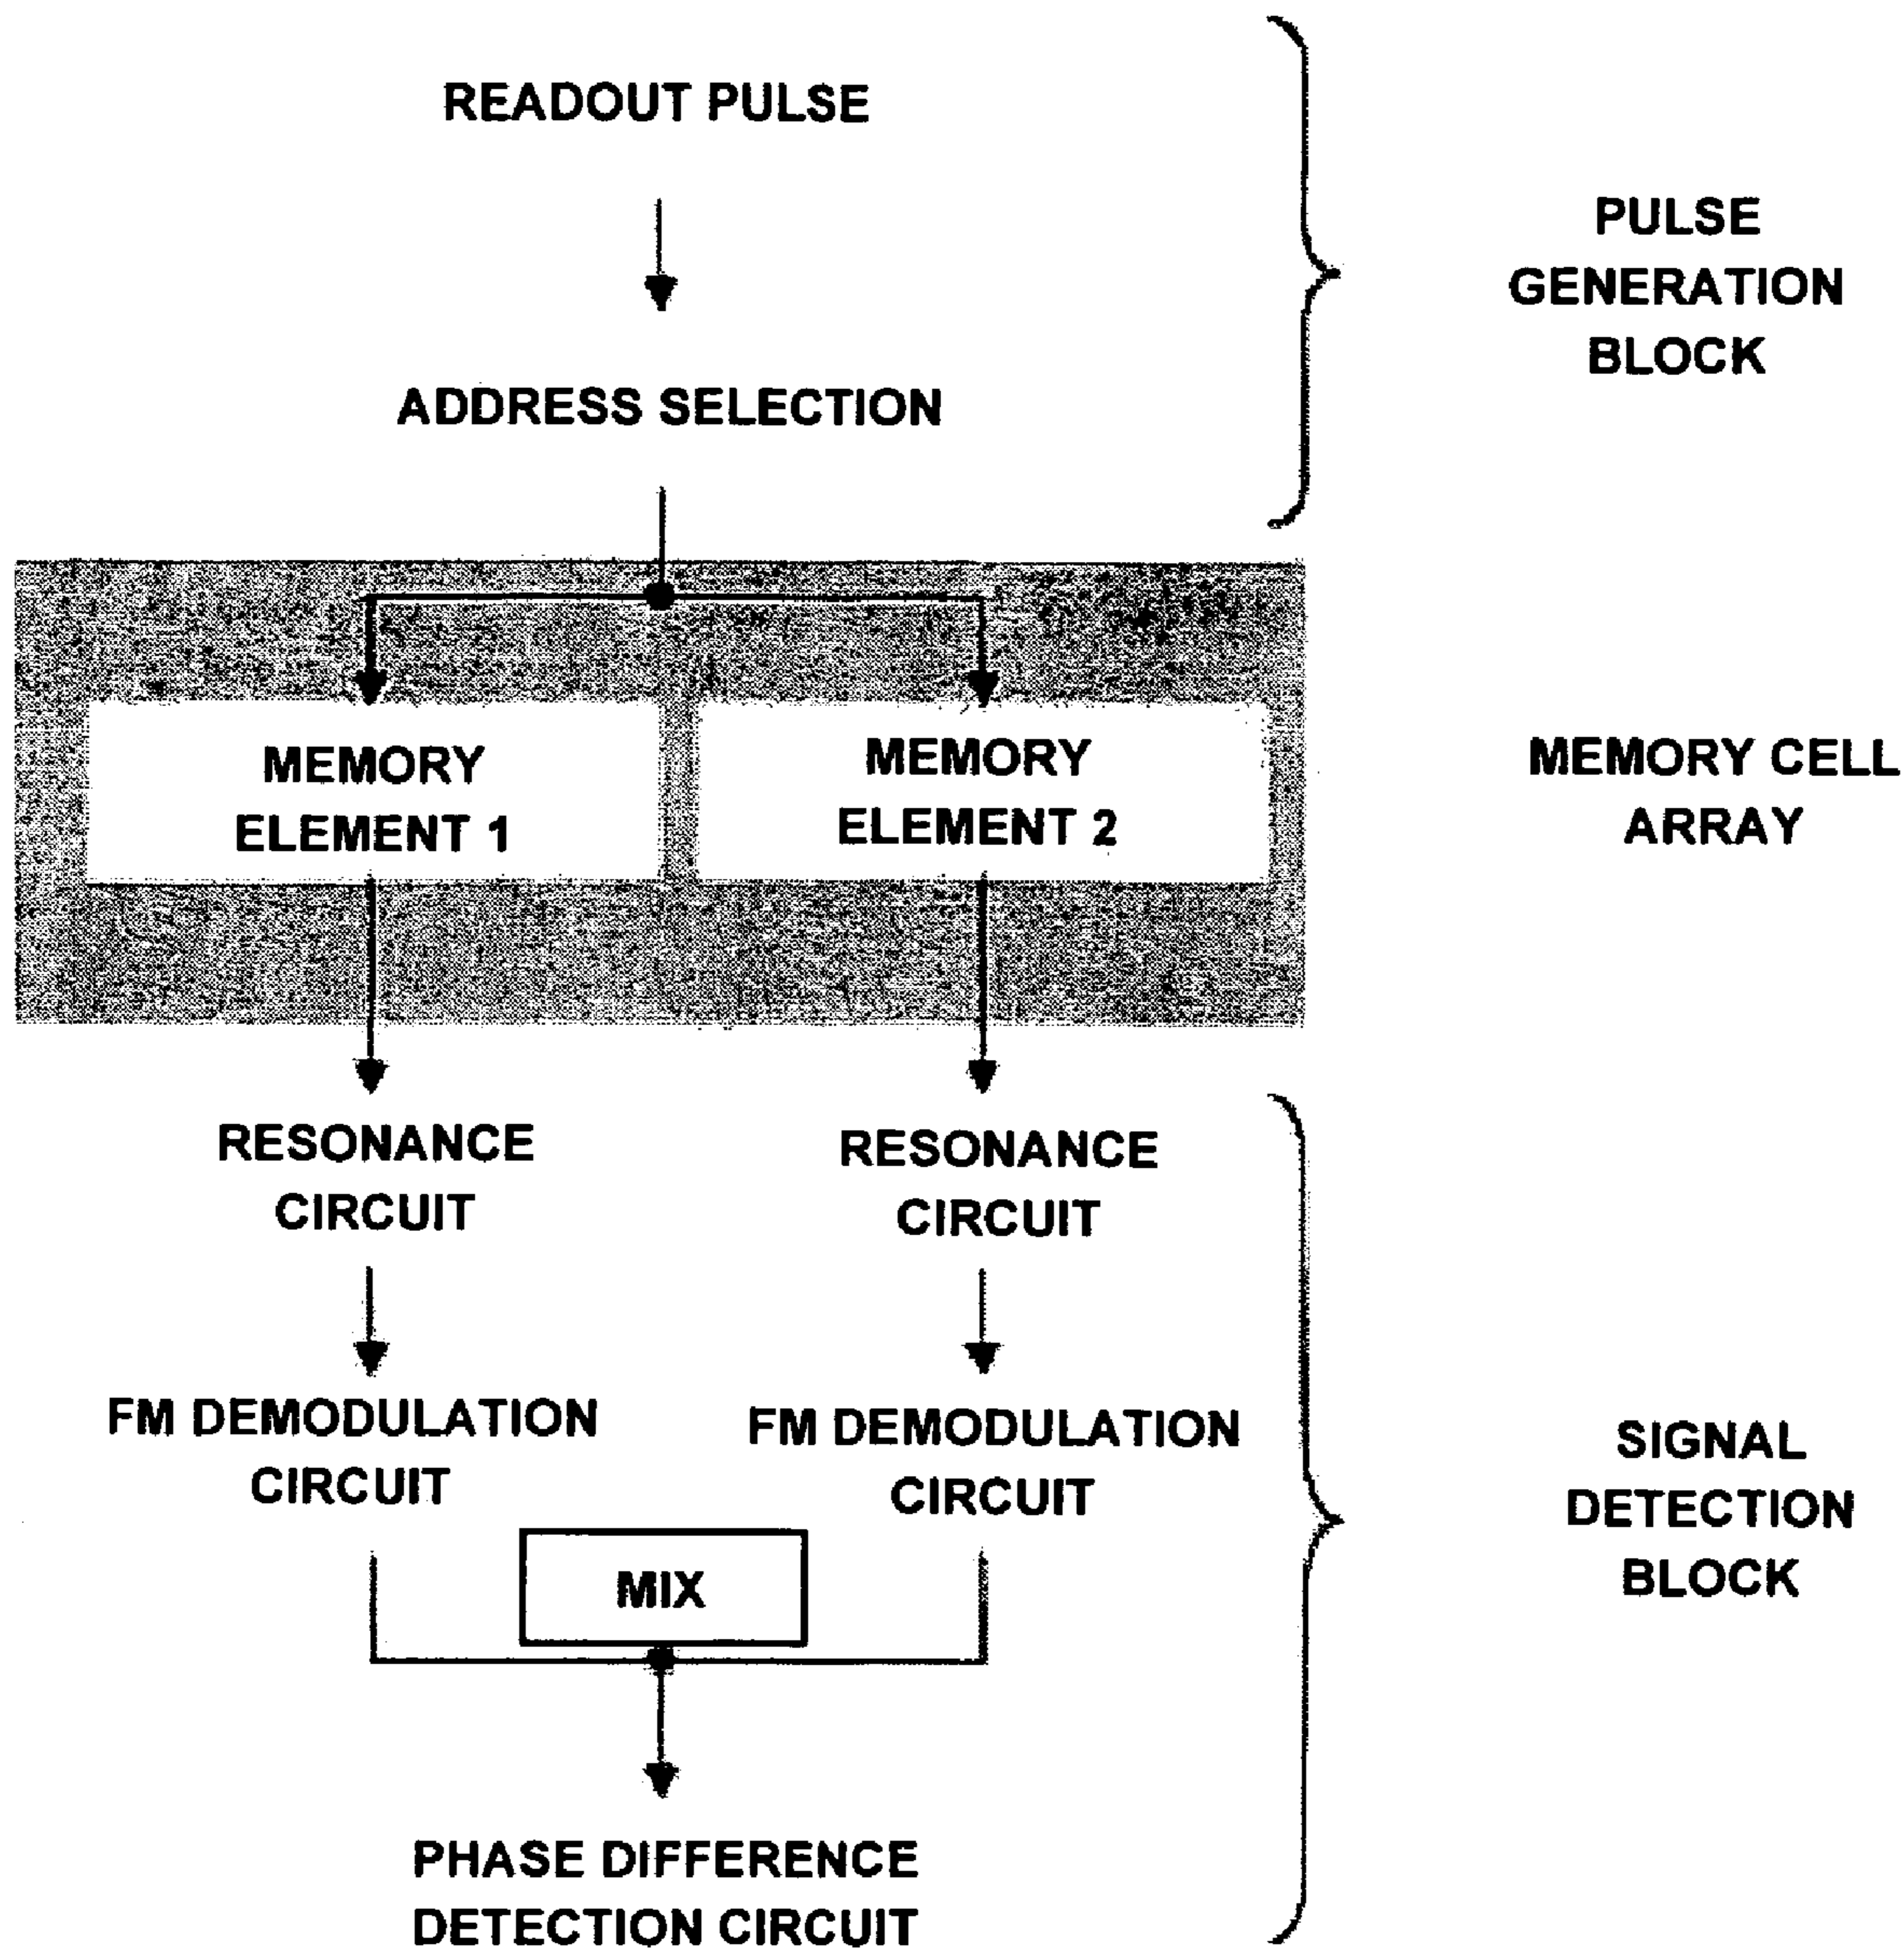 READOUT PULSE
PULSE
GENERATION
BLOCK
ADDRESS SELECTION
MEMORY
ELEMENT 1
MEMORY
ELEMENT 2
MEMORY CELL
ARRAY
RESONANCE
CIRCUIT
RESONANCE
CIRCUIT
FM DEMODULATION
CIRCUIT
FM DEMODULATION
CIRCUIT
SIGNAL
DETECTION
BLOCK
MIX
PHASE DIFFERENCE
DETECTION CIRCUIT